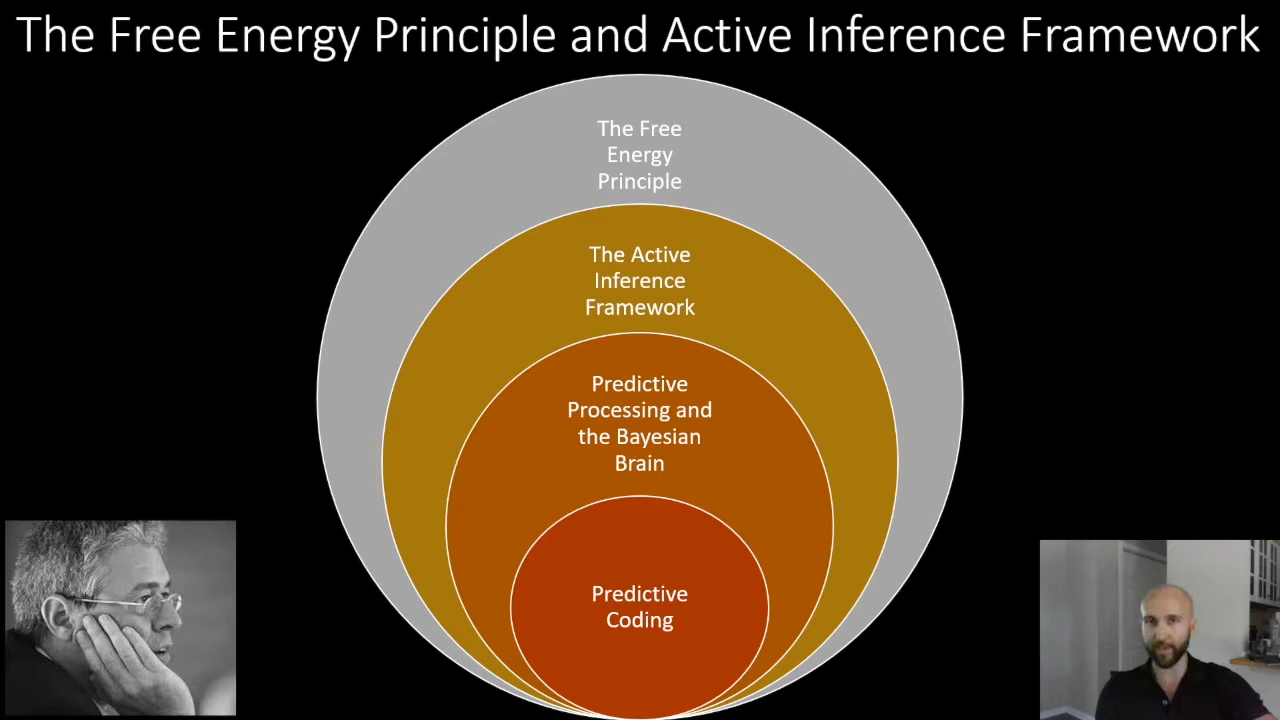 The Free Energy Principle and Active Inference Framework
The Free
Energy
Principle
The Active
Inference
Framework
Predictive
Processing and
the Bayesian
Brain
Predictive
Coding